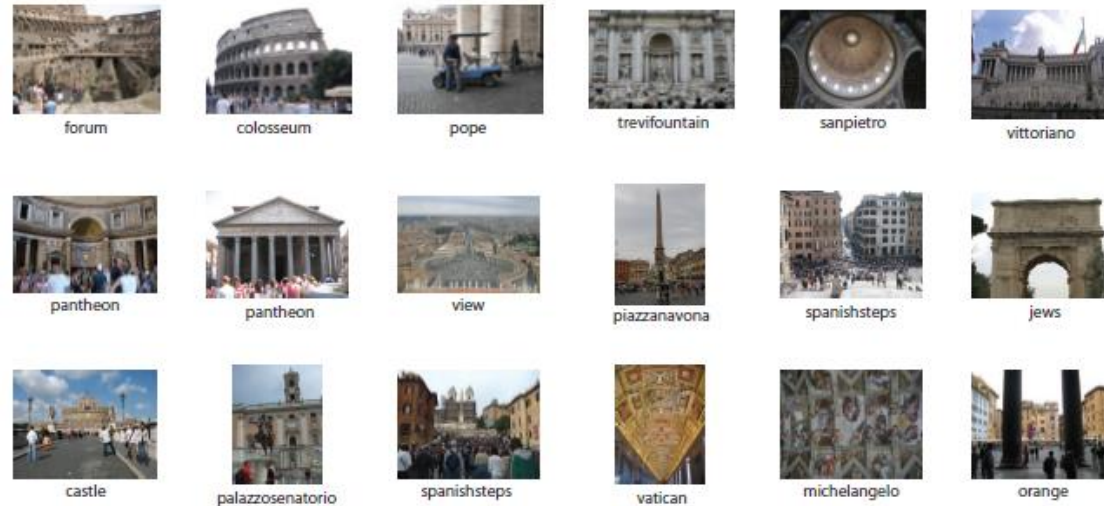 forum
colosseum
pope
trevifountain
sanpietro
vittoriano
pantheon
pantheon
view
piazzanavona
spanishsteps
jews
castle
palazzosenatorio
spanishsteps
vatican
michelangelo
orange